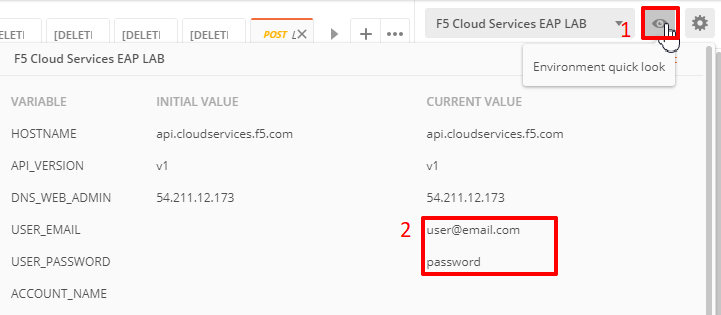 [DELETI [DELETI [DELETI [DELETI POST L F5 Cloud Services EAP LAB 1
F5 Cloud Services EAP LAB
Environment quick look
VARIABLE INITIAL VALUE CURRENT VALUE
HOSTNAME api.cloudservices.f5.com api.cloudservices.f5.com
API_VERSION v1 v1
DNS_WEB_ADMIN 54.211.12.173 54.211.12.173
USER_EMAIL 2 user@email.com
USER_PASSWORD password
ACCOUNT_NAME